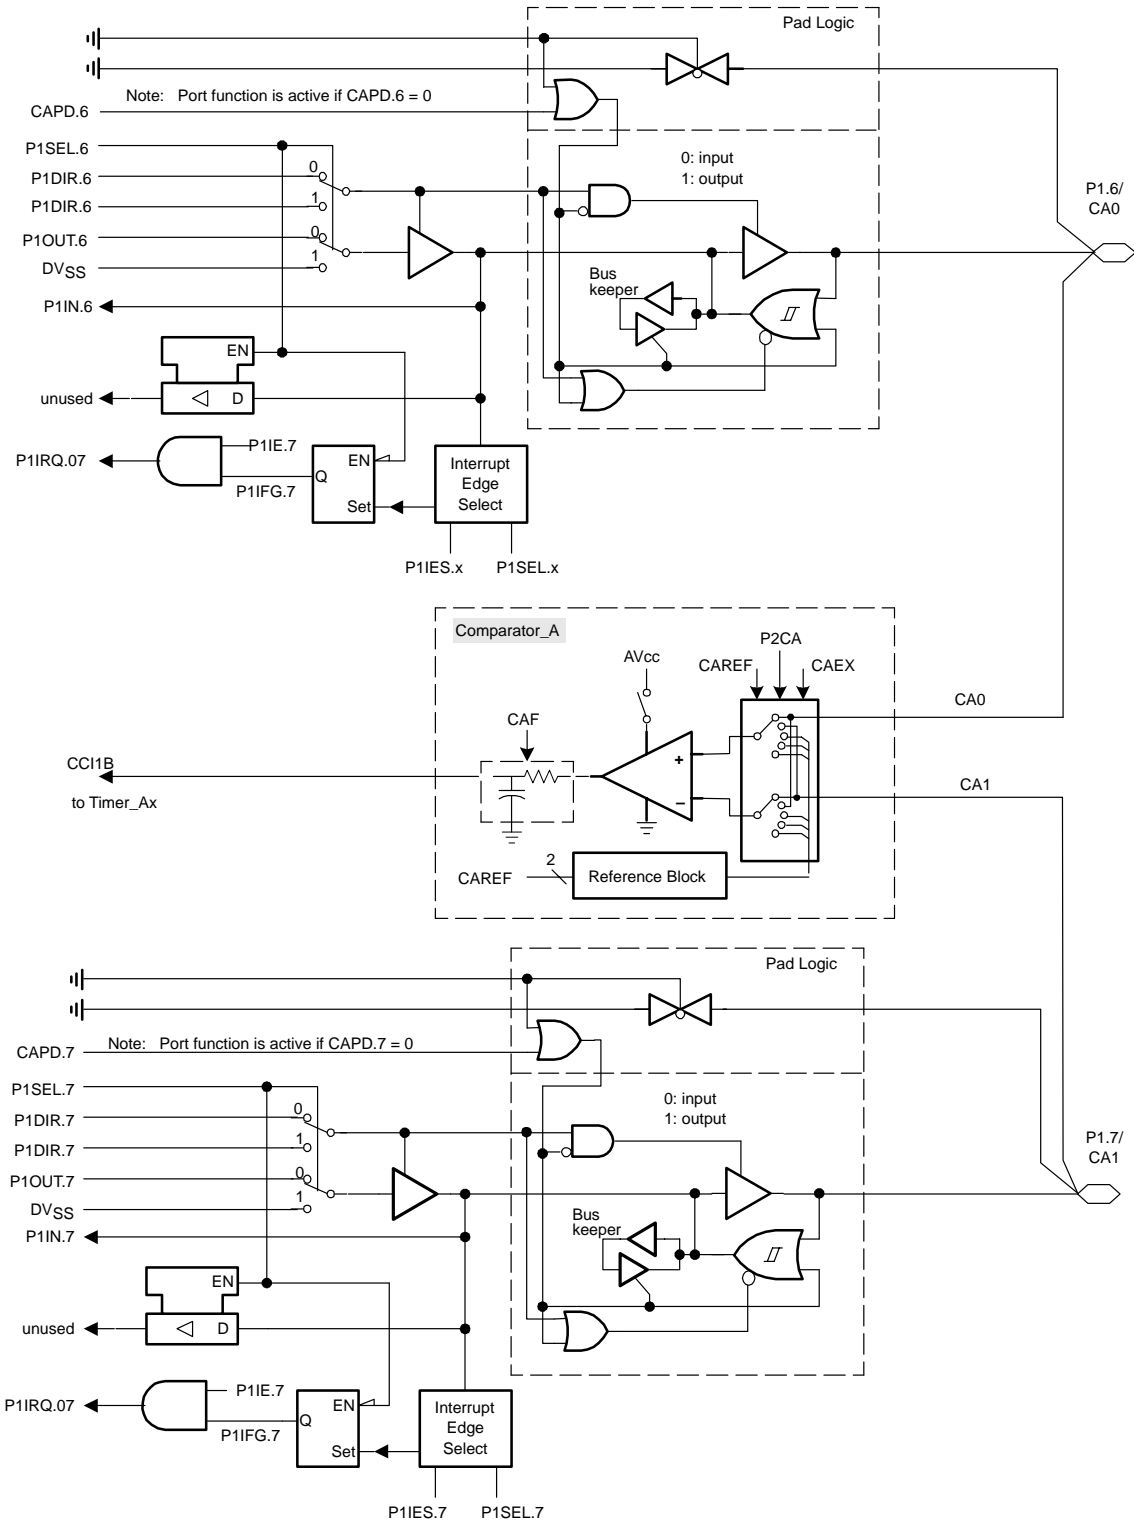 Pad Logic
Note: Port function is active if CAPD.6 = 0
CAPD.6
P1SEL.6
0: input
1: output
0
P1DIR.6
1
P1DIR.6
P1.6/
CA0
0
P1OUT.6
1
DVSS
Bus
keeper
P1IN.6
EN
unused
D
P1IE.7
P1IRQ.07
EN
Q
P1IFG.7
Set
Interrupt
Edge
Select
P1IES.x
P1SEL.x
Comparator_A
P2CA
AVcc
CAREF
CAEX
CA0
CAF
+
CCI1B
to Timer_Ax
CA1
−
2
CAREF
Reference Block
Pad Logic
Note: Port function is active if CAPD.7 = 0
CAPD.7
P1SEL.7
0: input
1: output
0
P1DIR.7
1
P1DIR.7
P1.7/
CA1
0
P1OUT.7
1
DVSS
Bus
keeper
P1IN.7
EN
unused
D
P1IE.7
P1IRQ.07
EN
Q
P1IFG.7
Set
Interrupt
Edge
Select
P1IES.7
P1SEL.7